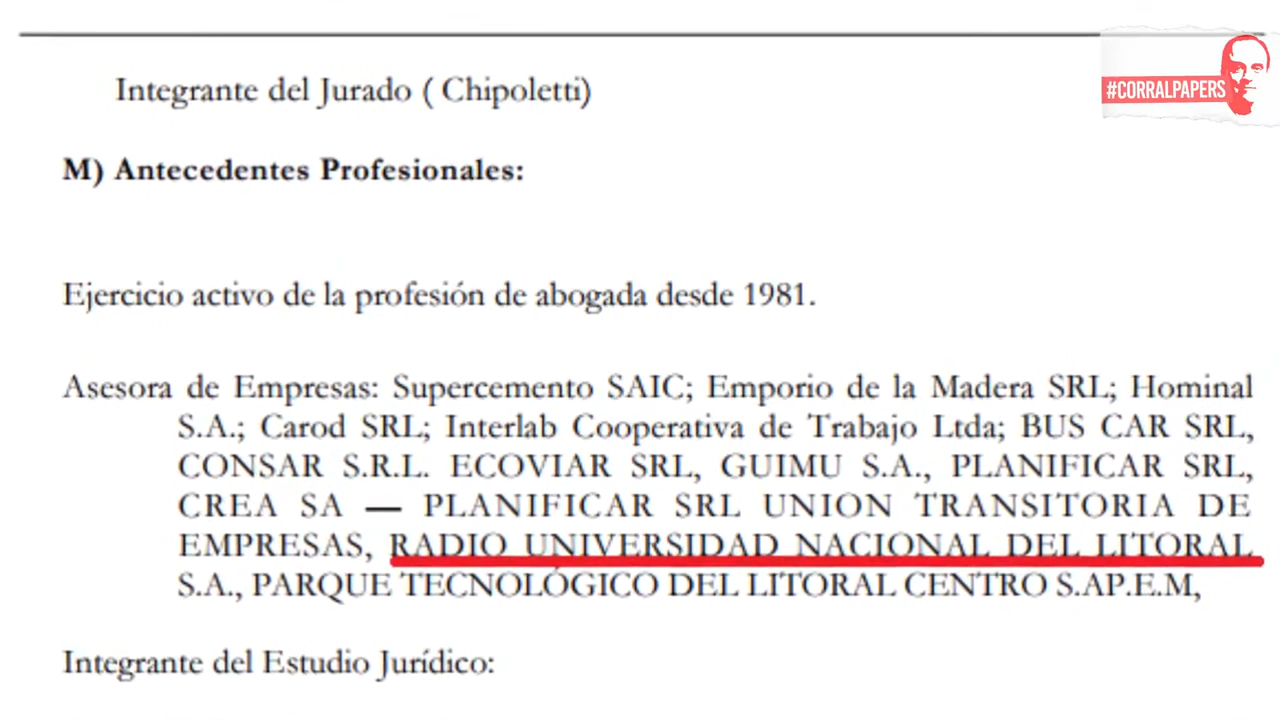 #CORRALPAPERS
Integrante del Jurado ( Chipoletti)
M) Antecedentes Profesionales:
Ejercicio activo de la profesión de abogada desde 1981.
Asesora de Empresas: Supercemento SAIC; Emporio de la Madera SRL; Hominal
S.A.; Carod SRL; Interlab Cooperativa de Trabajo Ltda; BUS CAR SRL,
CONSAR S.R.L. ECOVIAR SRL, GUIMU S.A., PLANIFICAR SRL,
CREA SA — PLANIFICAR SRL UNION TRANSITORIA DE
EMPRESAS, RADIO UNIVERSIDAD NACIONAL DEL LITORAL
S.A., PARQUE TECNOLÓGICO DEL LITORAL CENTRO S.AP.E.M,
Integrante del Estudio Jurídico: